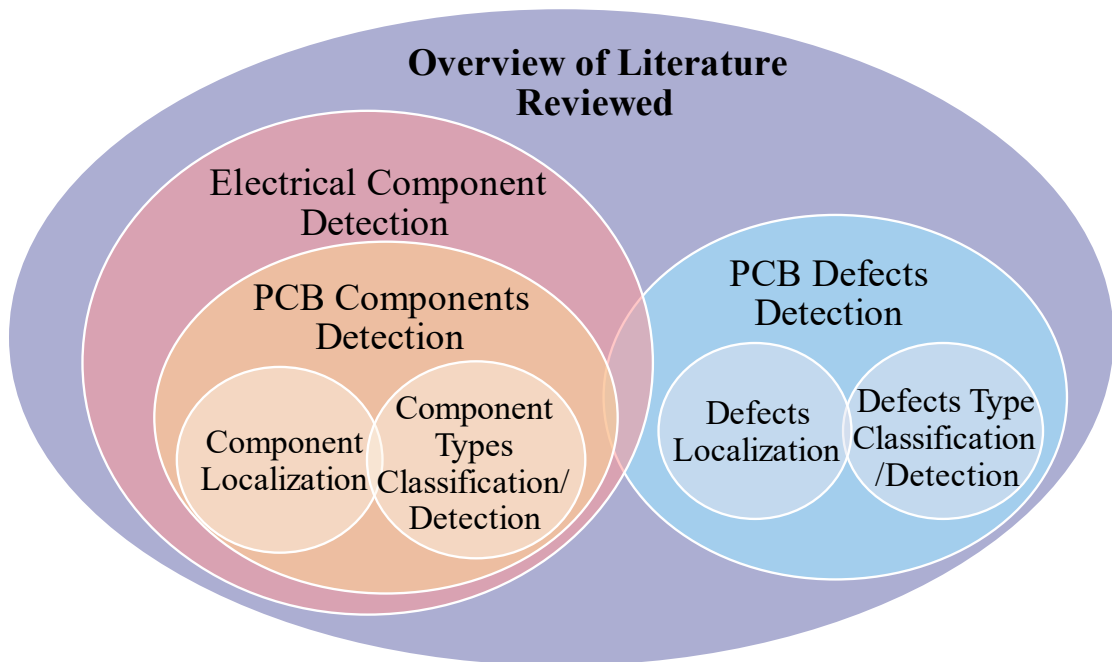 Overview of Literature
Reviewed
Electrical Component
Detection
PCB Components
Detection
Component
Localization
Component
Types
Classification/
Detection
PCB Defects
Detection
Defects
Localization
Defects Type
Classification
/Detection